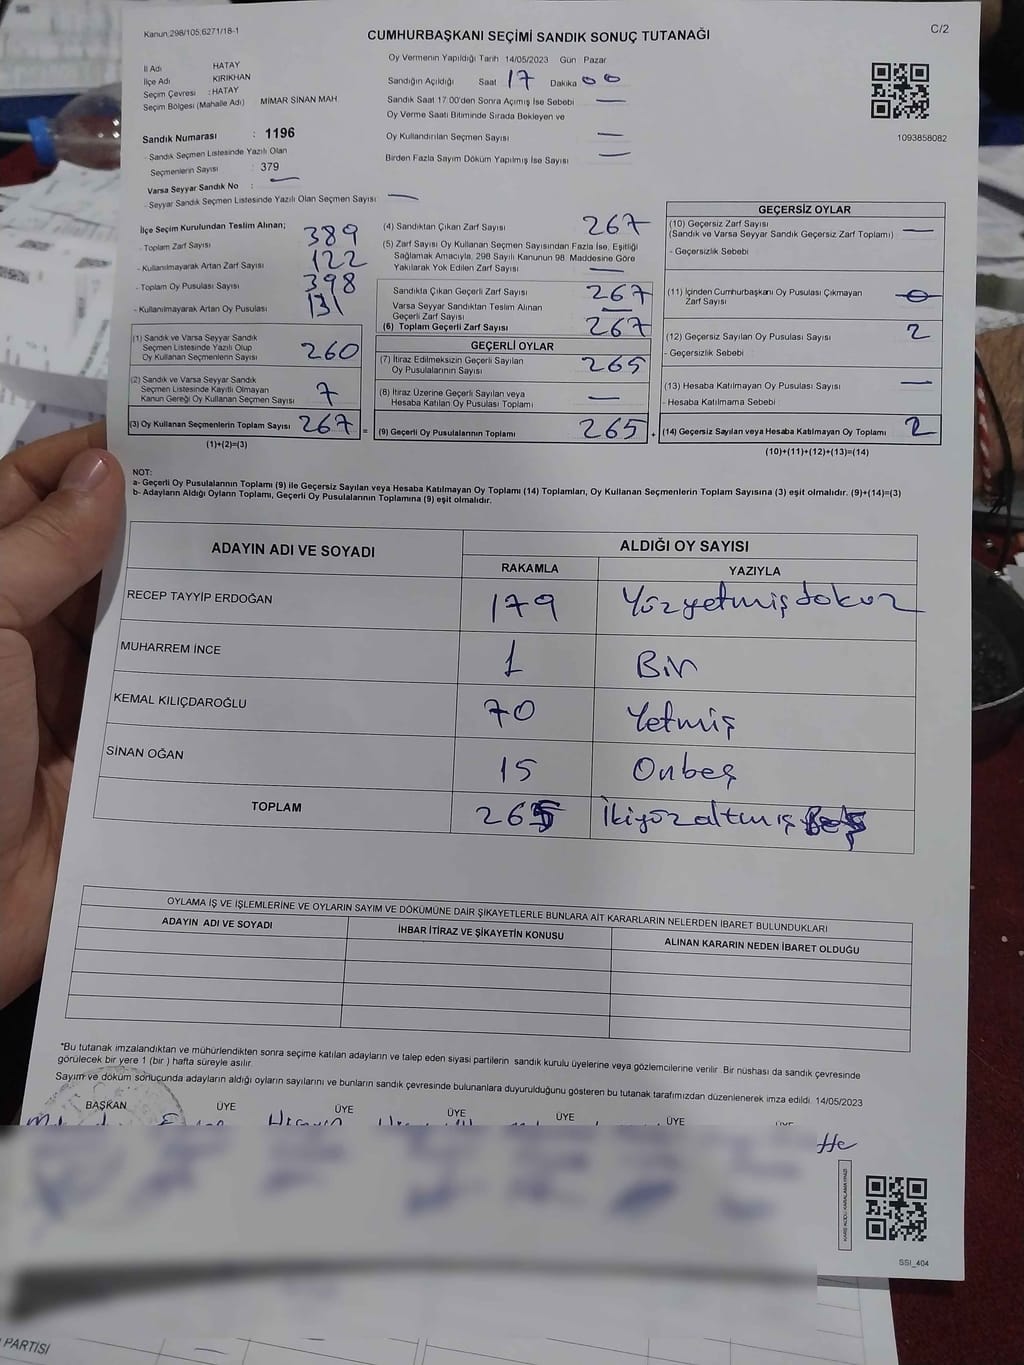 Kanun 298/105;6271/18-1
CUMHURBAŞKANI SEÇİMİ SANDIK SONUÇ TUTANAĞI
C/2
İl Adı HATAY
İlçe Adı KIRIKHAN
Seçim Çevresi : HATAY
Seçim Bölgesi (Mahalle Adı) MİMAR SİNAN MAH
Sandık Numarası : 1196
- Sandık Seçmen Listesinde Yazılı Olan
Seçmenlerin Sayısı : 379
Varsa Seyyar Sandık No : —
- Seyyar Sandık Seçmen Listesinde Yazılı Olan Seçmen Sayısı —
Oy Vermenin Yapıldığı Tarih 14/05/2023 Gün Pazar
Sandığın Açıldığı Saat 17 Dakika 00
Sandık Saat 17.00'den Sonra Açımış İse Sebebi —
Oy Verme Saati Bitiminde Sırada Bekleyen ve
Oy Kullandırılan Seçmen Sayısı —
Birden Fazla Sayım Döküm Yapılmış İse Sayısı —
1093858082
İlçe Seçim Kurulundan Teslim Alınan;
- Toplam Zarf Sayısı 389
- Kullanılmayarak Artan Zarf Sayısı 122
- Toplam Oy Pusulası Sayısı 398
- Kullanılmayarak Artan Oy Pusulası 131
(1) Sandık ve Varsa Seyyar Sandık
Seçmen Listesinde Yazılı Olup
Oy Kullanan Seçmenlerin Sayısı 260
(2) Sandık ve Varsa Seyyar Sandık
Seçmen Listesinde Kayıtlı Olmayan
Kanun Gereği Oy Kullanan Seçmen Sayısı 7
(3) Oy Kullanan Seçmenlerin Toplam Sayısı 267 =
(1)+(2)=(3)
(4) Sandıktan Çıkan Zarf Sayısı 267
(5) Zarf Sayısı Oy Kullanan Seçmen Sayısından Fazla İse, Eşitliği
Sağlamak Amacıyla, 298 Sayılı Kanunun 98. Maddesine Göre
Yakılarak Yok Edilen Zarf Sayısı —
Sandıkta Çıkan Geçerli Zarf Sayısı 267
Varsa Seyyar Sandıktan Teslim Alınan
Geçerli Zarf Sayısı —
(6) Toplam Geçerli Zarf Sayısı 267
GEÇERLİ OYLAR
(7) İtiraz Edilmeksizin Geçerli Sayılan
Oy Pusulalarının Sayısı 265
(8) İtiraz Üzerine Geçerli Sayılan veya
Hesaba Katılan Oy Pusulası Toplamı —
(9) Geçerli Oy Pusulalarının Toplamı 265 +
GEÇERSİZ OYLAR
(10) Geçersiz Zarf Sayısı —
(Sandık ve Varsa Seyyar Sandık Geçersiz Zarf Toplamı)
- Geçersizlik Sebebi
(11) İçinden Cumhurbaşkanı Oy Pusulası Çıkmayan
Zarf Sayısı 0
(12) Geçersiz Sayılan Oy Pusulası Sayısı 2
- Geçersizlik Sebebi
(13) Hesaba Katılmayan Oy Pusulası Sayısı —
- Hesaba Katılmama Sebebi
(14) Geçersiz Sayılan veya Hesaba Katılmayan Oy Toplamı 2
(10)+(11)+(12)+(13)=(14)
NOT:
a- Geçerli Oy Pusulalarının Toplamı (9) ile Geçersiz Sayılan veya Hesaba Katılmayan Oy Toplamı (14) Toplamları, Oy Kullanan Seçmenlerin Toplam Sayısına (3) eşit olmalıdır. (9)+(14)=(3)
b- Adayların Aldığı Oyların Toplamı, Geçerli Oy Pusulalarının Toplamına (9) eşit olmalıdır.
ADAYIN ADI VE SOYADI
ALDIĞI OY SAYISI
RAKAMLA YAZIYLA
RECEP TAYYİP ERDOĞAN 179 Yüzyetmişdokuz
MUHARREM İNCE 1 Bir
KEMAL KILIÇDAROĞLU 70 Yetmiş
SİNAN OĞAN 15 Onbeş
TOPLAM 265 İkiyüzaltmış Beş
OYLAMA İŞ VE İŞLEMLERİNE VE OYLARIN SAYIM VE DÖKÜMÜNE DAİR ŞİKAYETLERLE BUNLARA AİT KARARLARIN NELERDEN İBARET BULUNDUKLARI
ADAYIN ADI VE SOYADI İHBAR İTİRAZ VE ŞİKAYETİN KONUSU ALINAN KARARIN NEDEN İBARET OLDUĞU
"Bu tutanak imzalandıktan ve mühürlendikten sonra seçime katılan adayların ve talep eden siyasi partilerin sandık kurulu üyelerine veya gözlemcilerine verilir. Bir nüshası da sandık çevresinde
görülecek bir yere 1 (bir ) hafta süreyle asılır.
Sayım ve döküm sonucunda adayların aldığı oyların sayılarını ve bunların sandık çevresinde bulunanlara duyurulduğunu gösteren bu tutanak tarafımızdan düzenlenerek imza edildi. 14/05/2023
BAŞKAN ÜYE ÜYE ÜYE ÜYE ÜYE
SSI_404
PARTİSİ